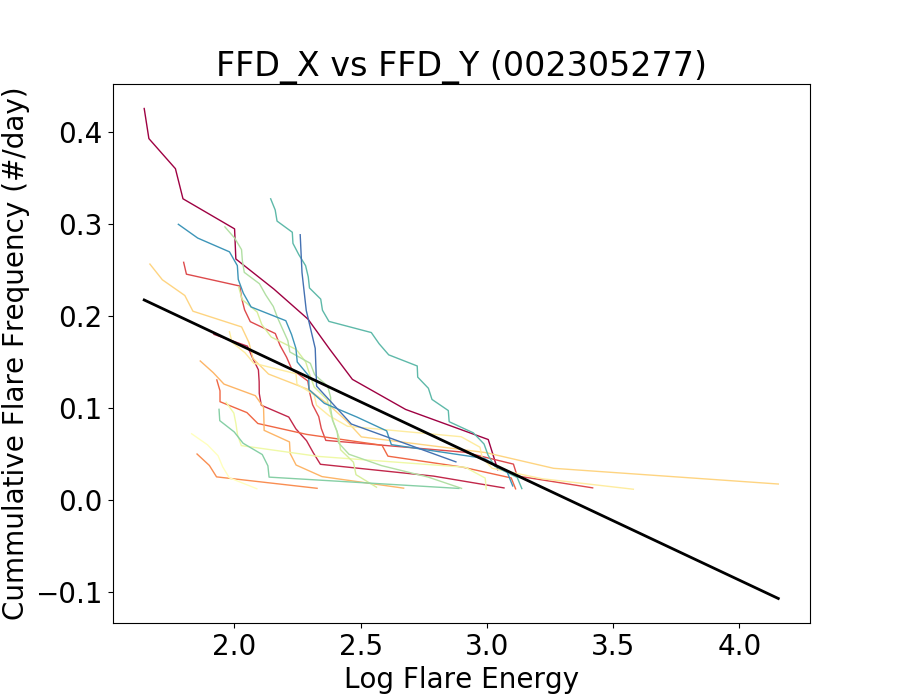 FFD_X vs FFD_Y (002305277)
Cummulative Flare Frequency (#/day)
0.4
0.3
0.2
0.1
0.0
−0.1
2.0 2.5 3.0 3.5 4.0
Log Flare Energy